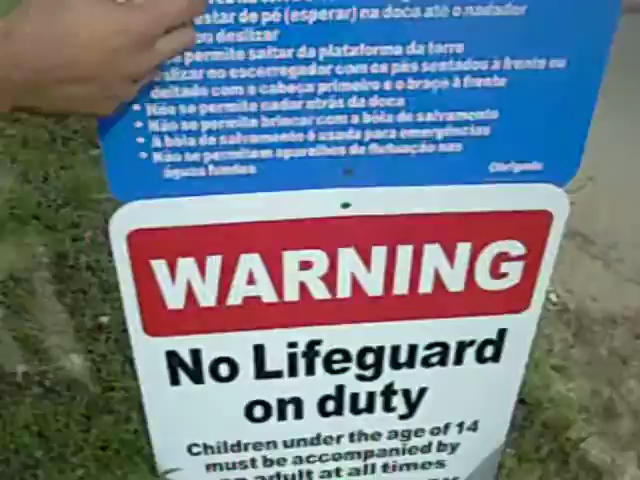 estar de pé (esperar) na doca até o nadador
ou deslizar
permite saltar da plataforma da torre
no escorregador com os pés sentados a frente ou
deitado com a cabeça primeiro e o braço à frente
• Não se permite nadar atrás da doca
• Não se permite brincar com a bóia de salvamento
• A bóia de salvamento é usada para emergências
• Não se permitem aparelhos de flutuação nas
águas fundas
Obrigado
WARNING
No Lifeguard
on duty
Children under the age of 14
must be accompanied by
an adult at all times